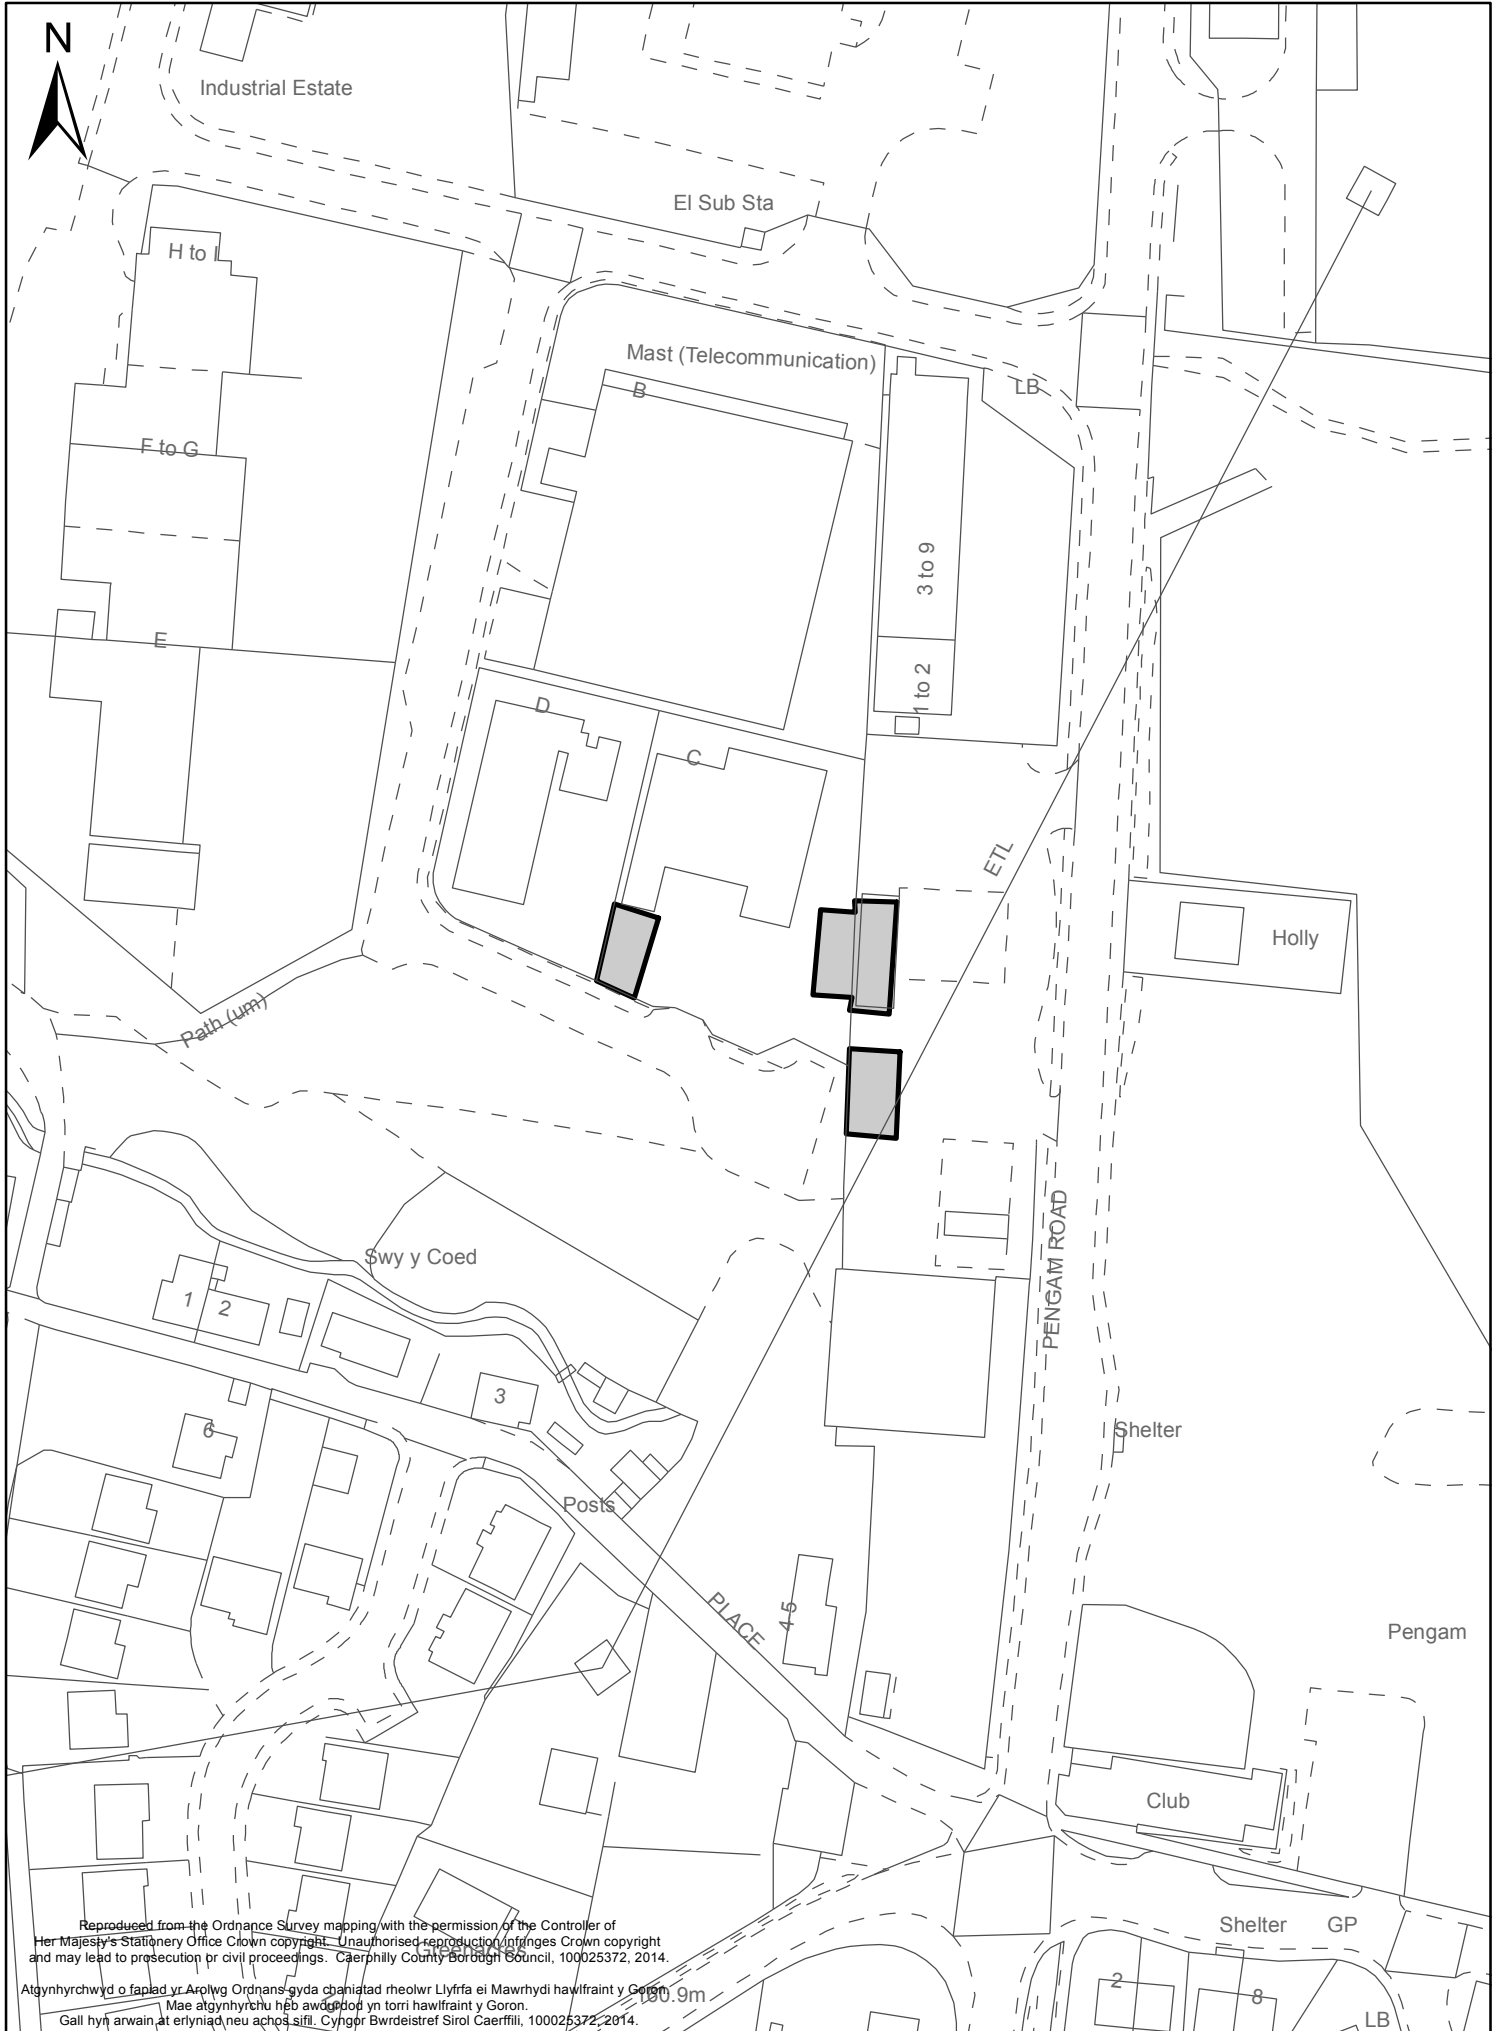 N
Industrial Estate
El Sub Sta
H to I
Mast (Telecommunication)
B
LB
F to G
3 to 9
E
1 to 2
D
C
ETL
Holly
Path (um)
PENGAM ROAD
Swy y Coed
1
2
3
6
Shelter
Posts
PLACE
4 5
Pengam
Club
Shelter
GP
Reproduced from the Ordnance Survey mapping with the permission of the Controller of
Her Majesty's Stationery Office Crown copyright. Unauthorised reproduction infringes Crown copyright
and may lead to prosecution or civil proceedings. Caerphilly County Borough Council, 100025372, 2014.
Greenacres
Atgynhyrchwyd o fapiad yr Arolwg Ordnans gyda chaniatad rheolwr Llyfrfa ei Mawrhydi hawlfraint y Goron.
Mae atgynhyrchu heb awdurdod yn torri hawlfraint y Goron.
Gall hyn arwain at erlyniad neu achos sifil. Cyngor Bwrdeistref Sirol Caerffili, 100025372, 2014.
160.9m
2
8
LB